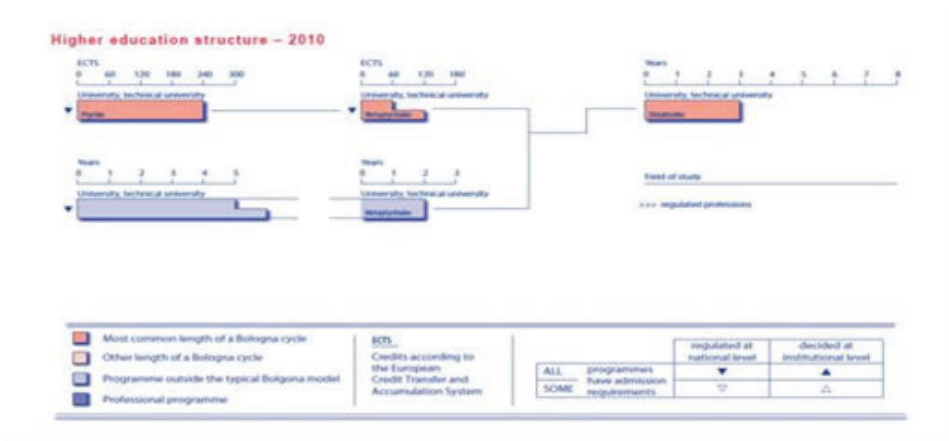 Higher education structure – 2010
ECTS
0 60 120 180 240 300
University, technical university
Ptychio
ECTS
0 60 120 180
University, technical university
Metaptychiako
Years
0 1 2 3 4 5 6 7 8
University, technical university
Didaktoriko
Years
0 1 2 3 4 5
University, technical university
Years
0 1 2 3
University, technical university
Metaptychiako
Field of study
>>> regulated professions
Most common length of a Bologna cycle
Other length of a Bologna cycle
Programme outside the typical Bolgona model
Professional programme
ECTS
Credits according to
the European
Credit Transfer and
Accumulation System
regulated at
national level
decided at
institutional level
ALL
SOME
programmes
have admission
requirements